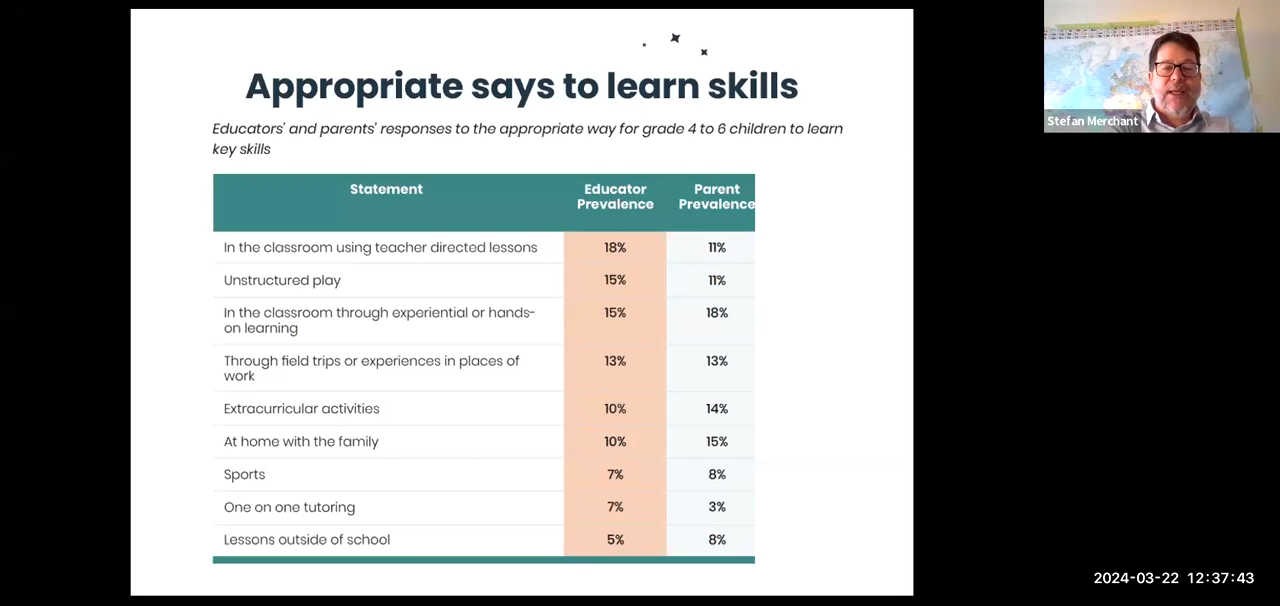 Appropriate says to learn skills
Educators' and parents' responses to the appropriate way for grade 4 to 6 children to learn
key skills
Statement Educator Parent
Prevalence Prevalence
In the classroom using teacher directed lessons 18% 11%
Unstructured play 15% 11%
In the classroom through experiential or hands- 15% 18%
on learning
Through field trips or experiences in places of 13% 13%
work
Extracurricular activities 10% 14%
At home with the family 10% 15%
Sports 7% 8%
One on one tutoring 7% 3%
Lessons outside of school 5% 8%
Stefan Merchant
2024-03-22 12:37:43